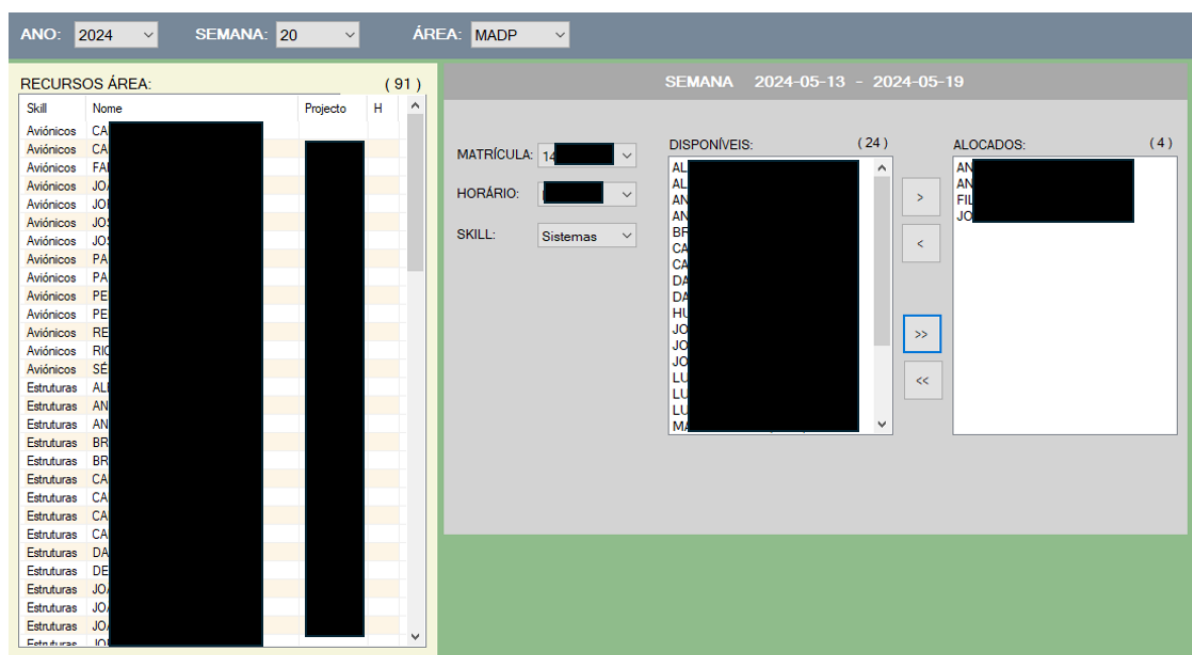 ANO: 2024 SEMANA: 20 ÁREA: MADP
RECURSOS ÁREA: ( 91 )
Skill Nome Projecto H
Aviónicos CA
Aviónicos CA
Aviónicos FA
Aviónicos JO
Aviónicos JO
Aviónicos JO
Aviónicos JO
Aviónicos PA
Aviónicos PA
Aviónicos PE
Aviónicos PE
Aviónicos RE
Aviónicos RIC
Aviónicos SÉ
Estruturas AL
Estruturas AN
Estruturas AN
Estruturas BR
Estruturas BR
Estruturas CA
Estruturas CA
Estruturas CA
Estruturas CA
Estruturas DA
Estruturas DE
Estruturas JO
Estruturas JO
Estruturas JO
Estruturas JO
SEMANA 2024-05-13 - 2024-05-19
MATRÍCULA: 14
HORÁRIO:
SKILL: Sistemas
DISPONÍVEIS: ( 24 )
AL
AL
AN
AN
BR
CA
CA
DA
DA
HU
JO
JO
JO
LU
LU
LU
MA
>
<
>>
<<
ALOCADOS: ( 4 )
AN
AN
FIL
JO